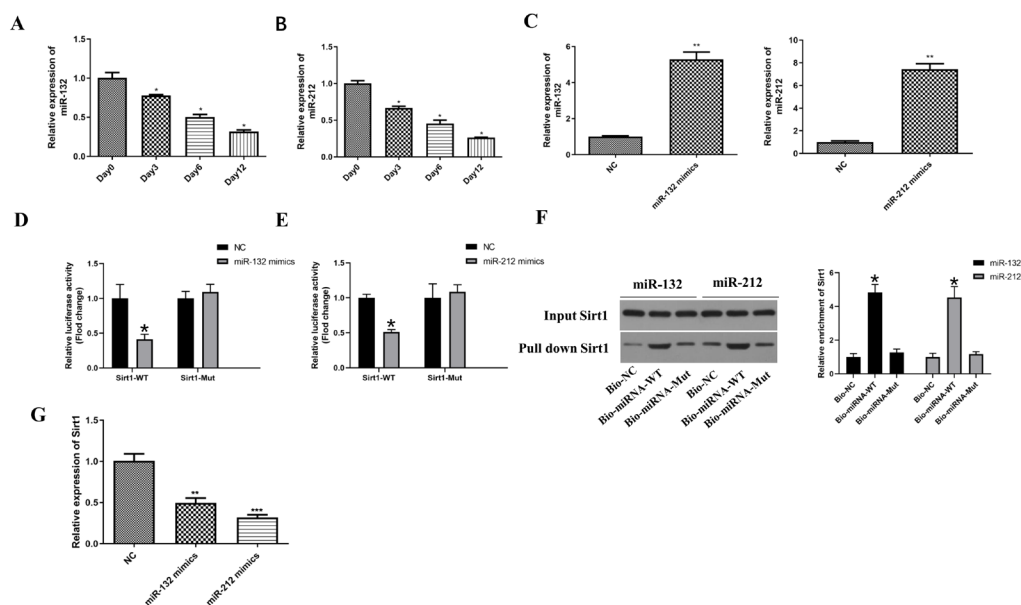 A
Relative expression of
miR-132
1.5
1.0
0.5
0.0
*
*
*
Day0
Day3
Day6
Day12
B
Relative expression of
miR-212
1.5
1.0
0.5
0.0
*
*
*
Day0
Day3
Day6
Day12
C
Relative expression of
miR-132
6
4
2
0
**
NC
miR-132 mimics
Relative expression of
miR-212
10
8
6
4
2
0
**
NC
miR-212 mimics
D
NC
miR-132 mimics
Relative luciferase activity
(Flod change)
1.5
1.0
0.5
0.0
*
Sirt1-WT
Sirt1-Mut
E
NC
miR-212 mimics
Relative luciferase activity
(Flod change)
1.5
1.0
0.5
0.0
*
Sirt1-WT
Sirt1-Mut
F
miR-132 miR-212
Input Sirt1
Pull down Sirt1
Bio-NC
Bio-miRNA-WT
Bio-miRNA-Mut
Bio-NC
Bio-miRNA-WT
Bio-miRNA-Mut
miR-132
miR-212
Relative enrichment of Sirt1
8
6
4
2
0
*
*
Bio-NC
Bio-miRNA-WT
Bio-miRNA-Mut
Bio-NC
Bio-miRNA-WT
Bio-miRNA-Mut
G
Relative expression of Sirt1
1.5
1.0
0.5
0.0
**
***
NC
miR-132 mimics
miR-212 mimics